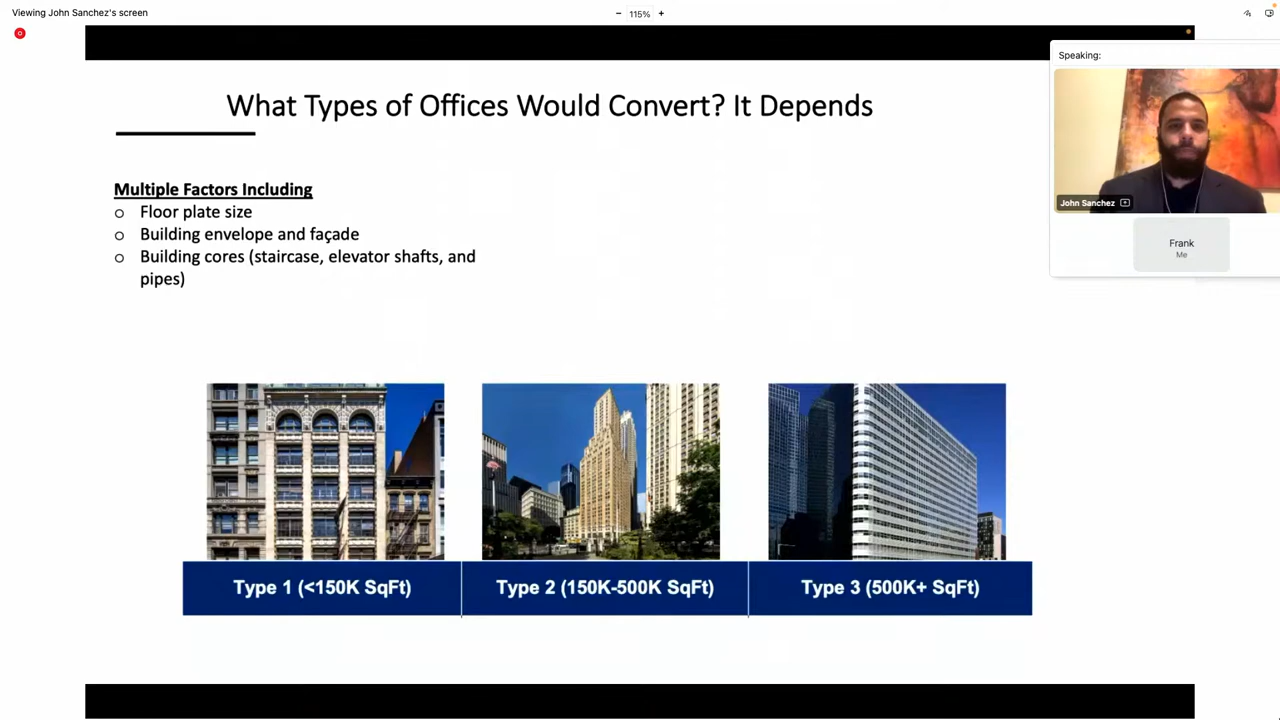 Viewing John Sanchez's screen
− 115% +
Speaking:
What Types of Offices Would Convert? It Depends
Multiple Factors Including
o Floor plate size
o Building envelope and façade
o Building cores (staircase, elevator shafts, and
pipes)
John Sanchez
Frank
Me
Type 1 (<150K SqFt)
Type 2 (150K-500K SqFt)
Type 3 (500K+ SqFt)